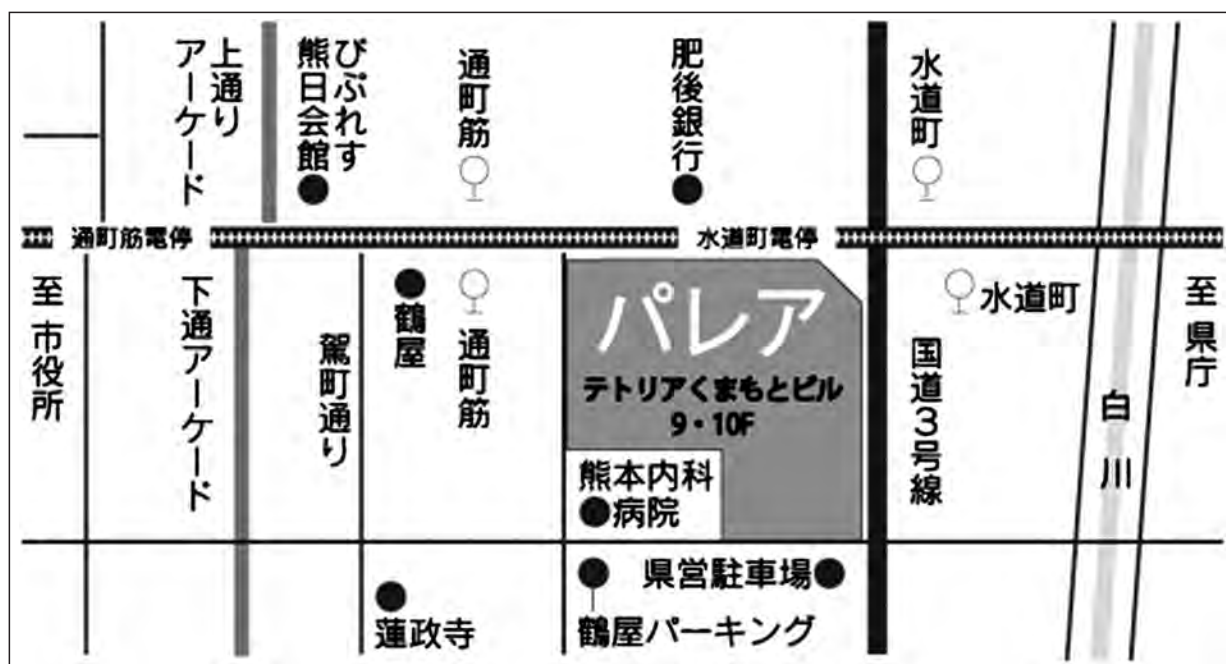 上通り
アーケード
びぷれす
熊日会館
通町筋
肥後銀行
水道町
通町筋電停
水道町電停
至 市役所
下通アーケード
駕町通り
鶴屋
通町筋
パレア
テトリアくまもとビル
9・10F
熊本内科
病院
国道3号線
水道町
白川
至 県庁
蓮政寺
鶴屋パーキング
県営駐車場